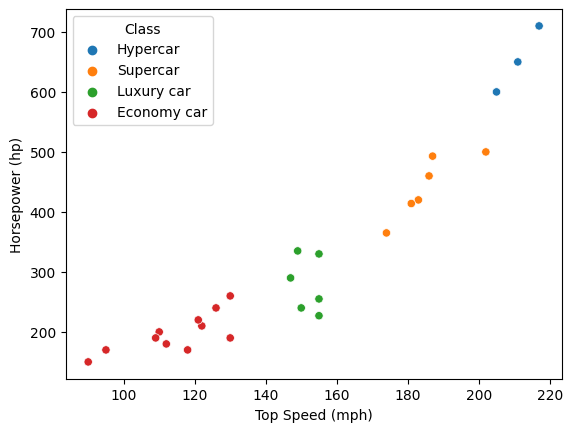 Class
Hypercar
Supercar
Luxury car
Economy car
700
600
500
400
300
200
Horsepower (hp)
100
120
140
160
180
200
220
Top Speed (mph)